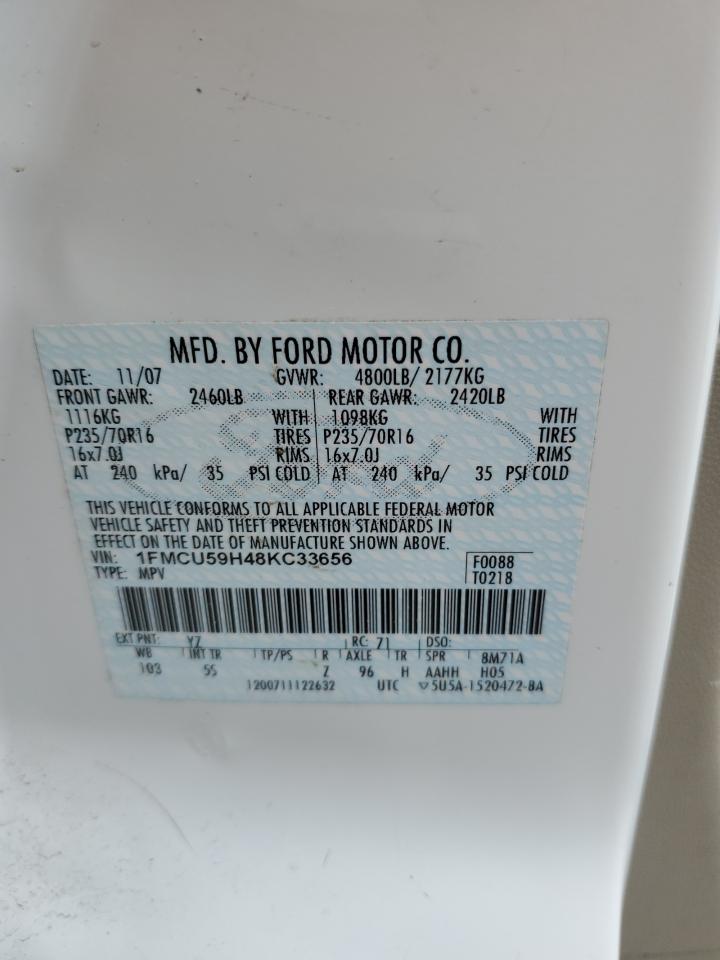 MFD. BY FORD MOTOR CO.
DATE: 11/07 GVWR: 4800LB/ 2177KG
FRONT GAWR: 2460LB REAR GAWR: 2420LB
1116KG WITH 1098KG WITH
P235/70R16 TIRES P235/70R16 TIRES
16x7.0J RIMS 16x7.0J RIMS
AT 240 kPa/ 35 PSI COLD AT 240 kPa/ 35 PSI COLD
THIS VEHICLE CONFORMS TO ALL APPLICABLE FEDERAL MOTOR
VEHICLE SAFETY AND THEFT PREVENTION STANDARDS IN
EFFECT ON THE DATE OF MANUFACTURE SHOWN ABOVE.
VIN: 1FMCU59H48KC33656 F0088
TYPE: MPV T0218
EXT PNT: YZ RC: 71 DSO:
WB INT TR TP/PS R AXLE TR SPR 8M71A
103 5S Z 96 H AAHH H05
1200711122632 UTC ▽5U5A-1520472-BA